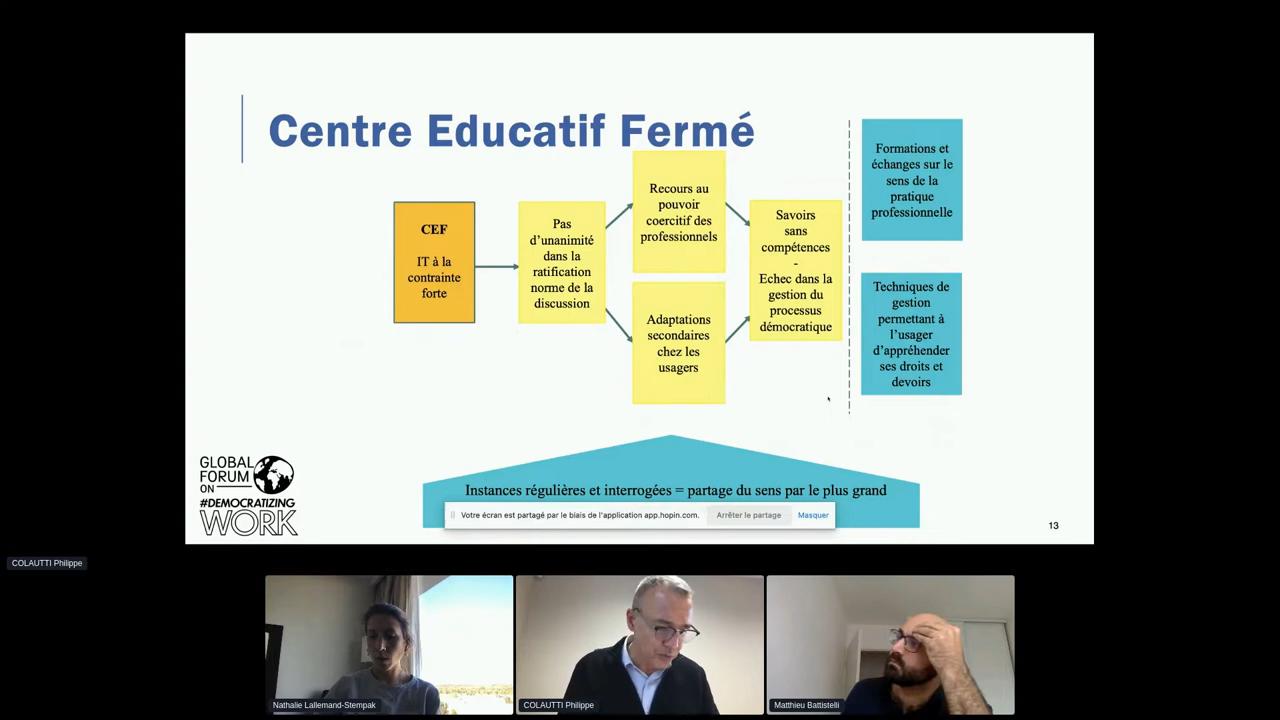 Centre Educatif Fermé
CEF
IT à la
contrainte
forte
Pas
d’unanimité
dans la
ratification
norme de la
discussion
Recours au
pouvoir
coercitif des
professionnels
Adaptations
secondaires
chez les
usagers
Savoirs
sans
compétences
-
Echec dans la
gestion du
processus
démocratique
Formations et
échanges sur le
sens de la
pratique
professionnelle
Techniques de
gestion
permettant à
l’usager
d’appréhender
ses droits et
devoirs
Instances régulières et interrogées = partage du sens par le plus grand
Votre écran est partagé par le biais de l'application app.hopin.com. Arrêter le partage Masquer
GLOBAL
FORUM
ON
#DEMOCRATIZING
WORK
13
COLAUTTI Philippe
Nathalie Lallemand-Stempak
COLAUTTI Philippe
Matthieu Battistelli